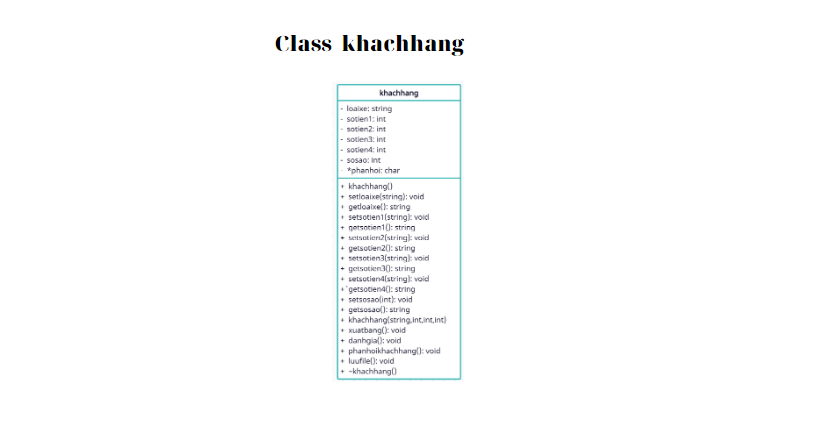 Class khachhang
khachhang
- loaixe: string
- sotien1: int
- sotien2: int
- sotien3: int
- sotien4: int
- sosao: int
*phanhoi: char
+ khachhang()
+ setloaixe(string): void
+ getloaixe(): string
+ setsotien1(string): void
+ getsotien1(): string
+ setsotien2(string): void
+ getsotien2(): string
+ setsotien3(string): void
+ getsotien3(): string
+ setsotien4(string): void
+`getsotien4(): string
+ setsosao(int): void
+ getsosao(): string
+ khachhang(string,int,int,int)
+ xuatbang(): void
+ danhgia(): void
+ phanhoikhachhang(): void
+ luufile(): void
+ ~khachhang()